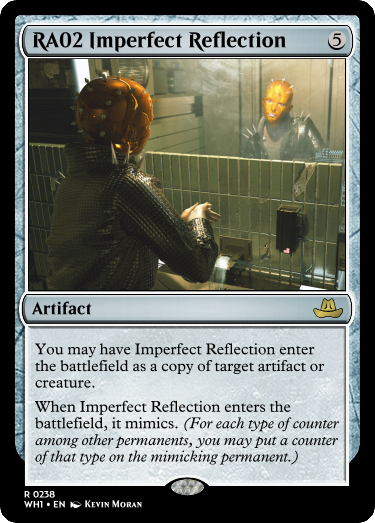 RA02 Imperfect Reflection 5
Artifact
You may have Imperfect Reflection enter
the battlefield as a copy of target artifact or
creature.
When Imperfect Reflection enters the
battlefield, it mimics. (For each type of counter
among other permanents, you may put a counter
of that type on the mimicking permanent.)
R 0238
WH1 • EN Kevin Moran